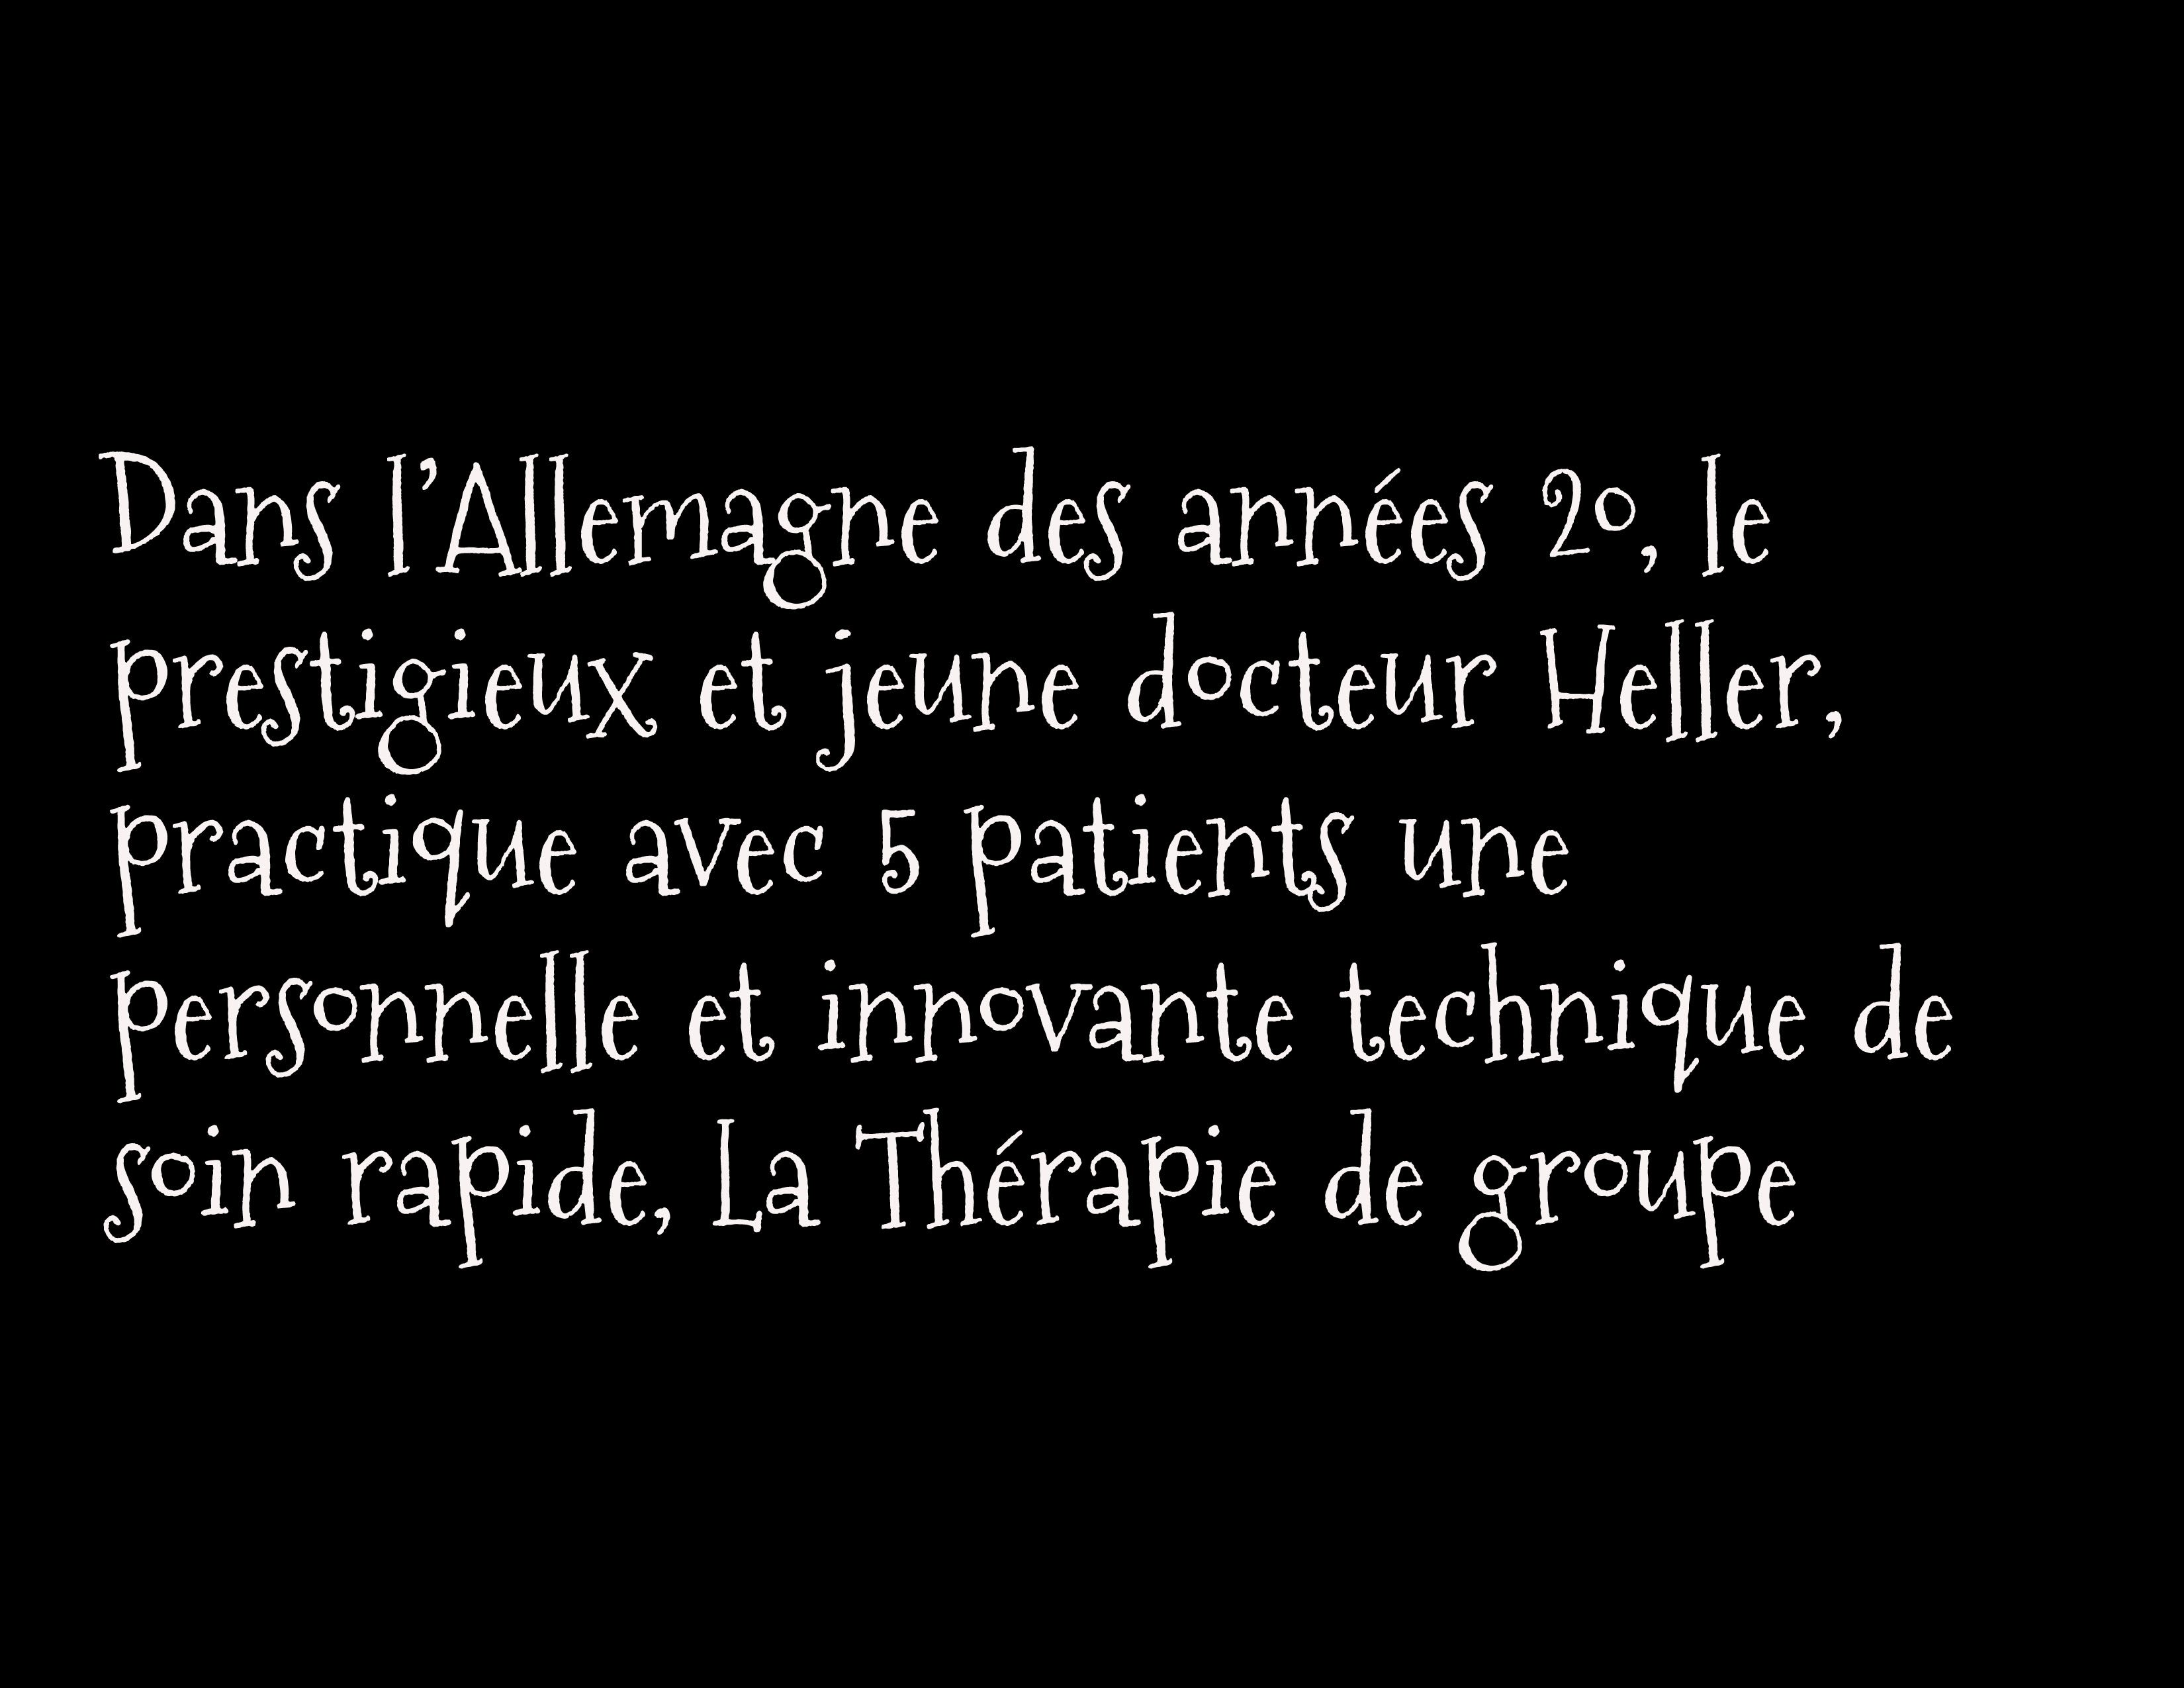 Dans l'Allemagne des années 20, le
prestigieux et jeune docteur Heller,
practique avec 5 patients une
personnelle et innovante technique de
soin rapide, La Thérapie de groupe